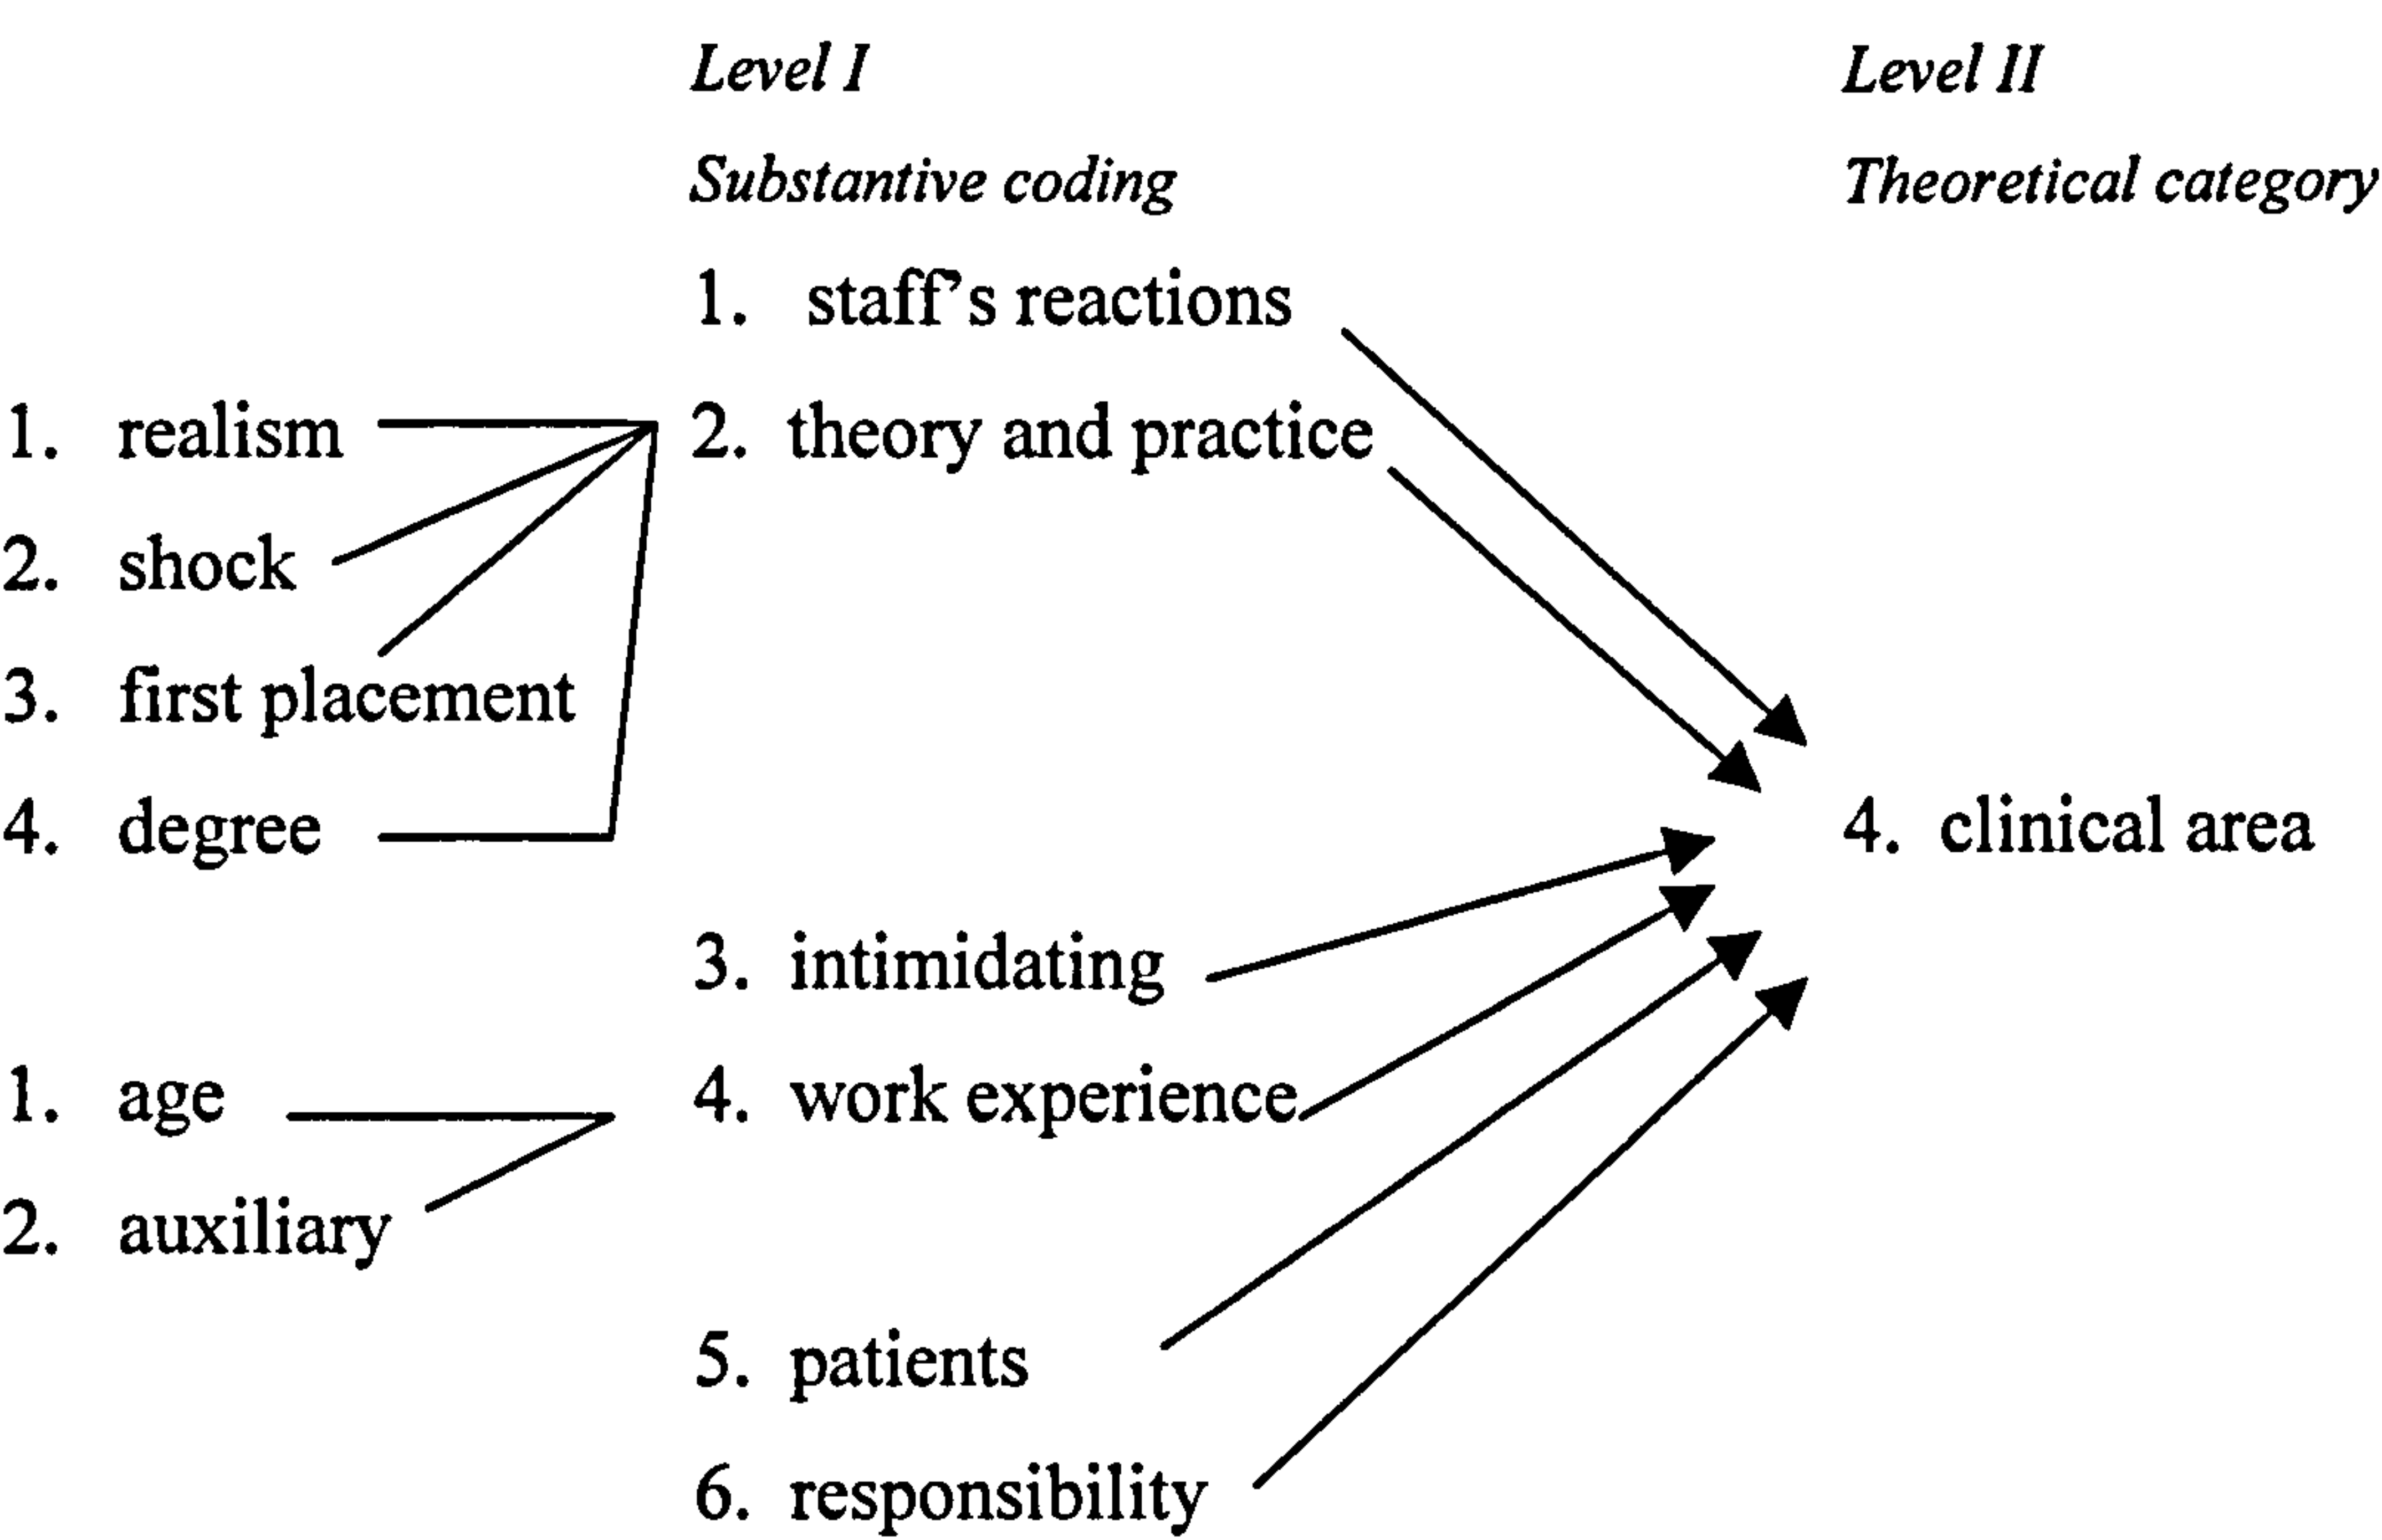 Level I
Level II
Substantive coding
Theoretical category
1. staff's reactions
1. realism
2. theory and practice
2. shock
3. first placement
4. degree
4. clinical area
3. intimidating
1. age
4. work experience
2. auxiliary
5. patients
6. responsibility